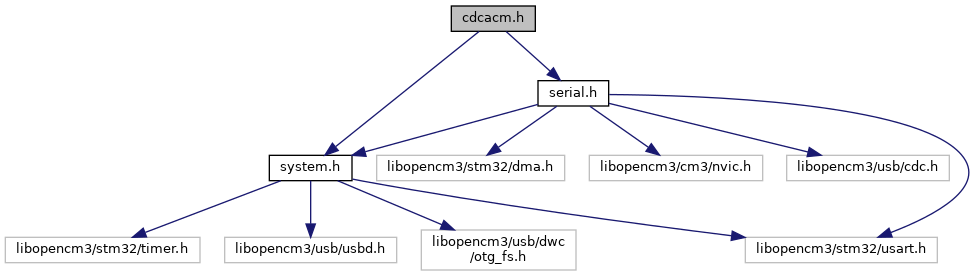 cdcacm.h
serial.h
system.h
libopencm3/stm32/dma.h
libopencm3/cm3/nvic.h
libopencm3/usb/cdc.h
libopencm3/stm32/timer.h
libopencm3/usb/usbd.h
libopencm3/usb/dwc
/otg_fs.h
libopencm3/stm32/usart.h